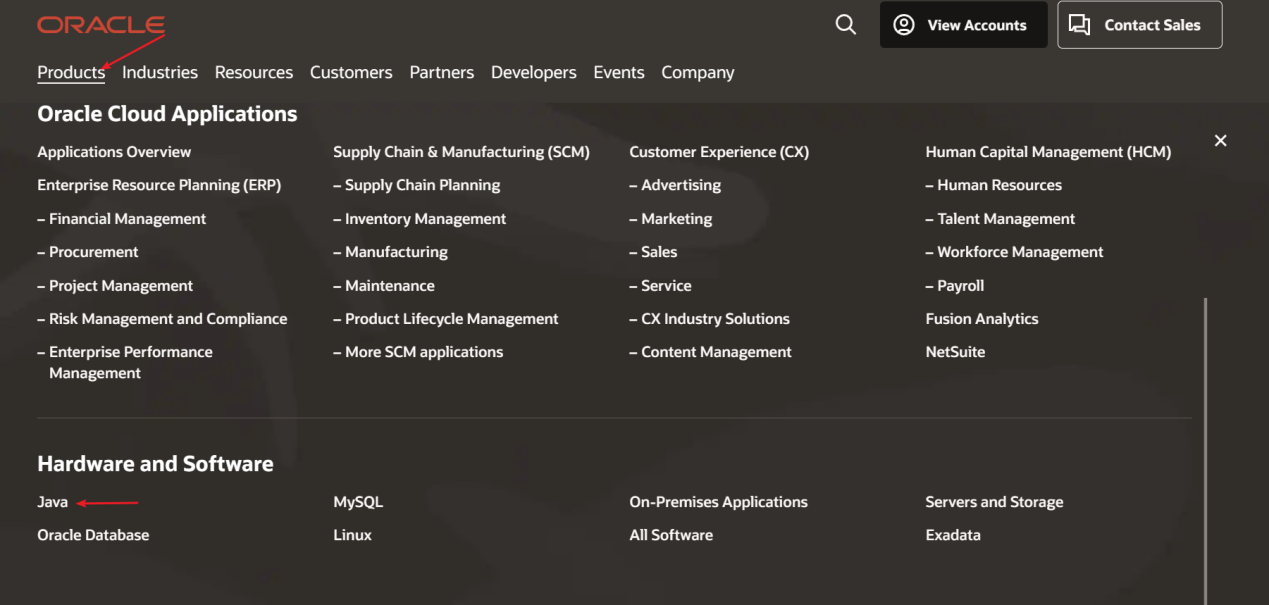 ORACLE
View Accounts
Contact Sales
Products Industries Resources Customers Partners Developers Events Company
Oracle Cloud Applications
Applications Overview
Enterprise Resource Planning (ERP)
– Financial Management
– Procurement
– Project Management
– Risk Management and Compliance
– Enterprise Performance
Management
Supply Chain & Manufacturing (SCM)
– Supply Chain Planning
– Inventory Management
– Manufacturing
– Maintenance
– Product Lifecycle Management
– More SCM applications
Customer Experience (CX)
– Advertising
– Marketing
– Sales
– Service
– CX Industry Solutions
– Content Management
Human Capital Management (HCM)
– Human Resources
– Talent Management
– Workforce Management
– Payroll
Fusion Analytics
NetSuite
Hardware and Software
Java
Oracle Database
MySQL
Linux
On-Premises Applications
All Software
Servers and Storage
Exadata